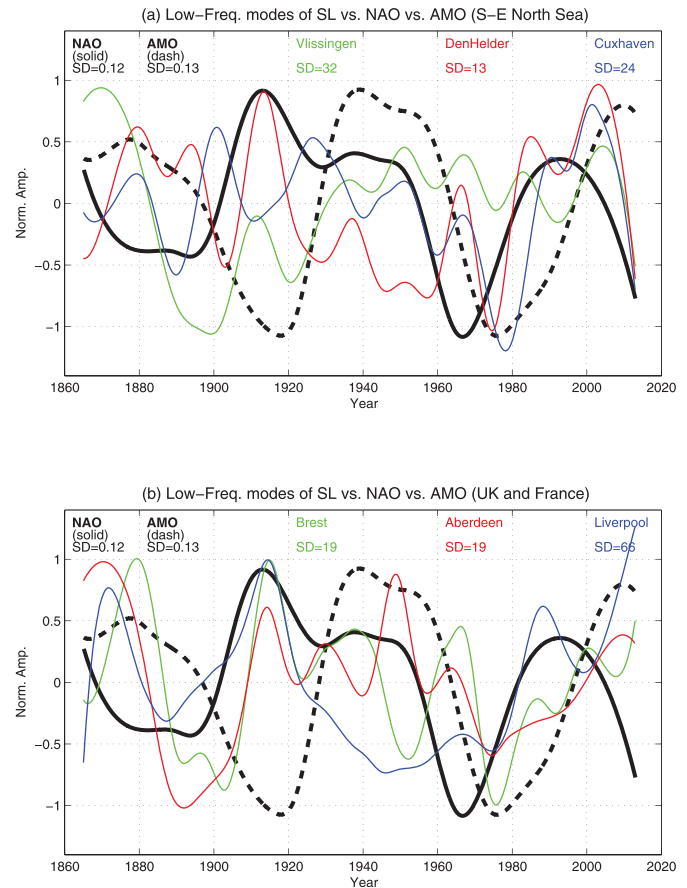 (a) Low−Freq. modes of SL vs. NAO vs. AMO (S−E North Sea)
NAO AMO Vlissingen DenHelder Cuxhaven
(solid) (dash)
SD=0.12 SD=0.13 SD=32 SD=13 SD=24
1
0.5
0
−0.5
−1
Norm. Amp.
1860 1880 1900 1920 1940 1960 1980 2000 2020
Year
(b) Low−Freq. modes of SL vs. NAO vs. AMO (UK and France)
NAO AMO Brest Aberdeen Liverpool
(solid) (dash)
SD=0.12 SD=0.13 SD=19 SD=19 SD=66
1
0.5
0
−0.5
−1
Norm. Amp.
1860 1880 1900 1920 1940 1960 1980 2000 2020
Year